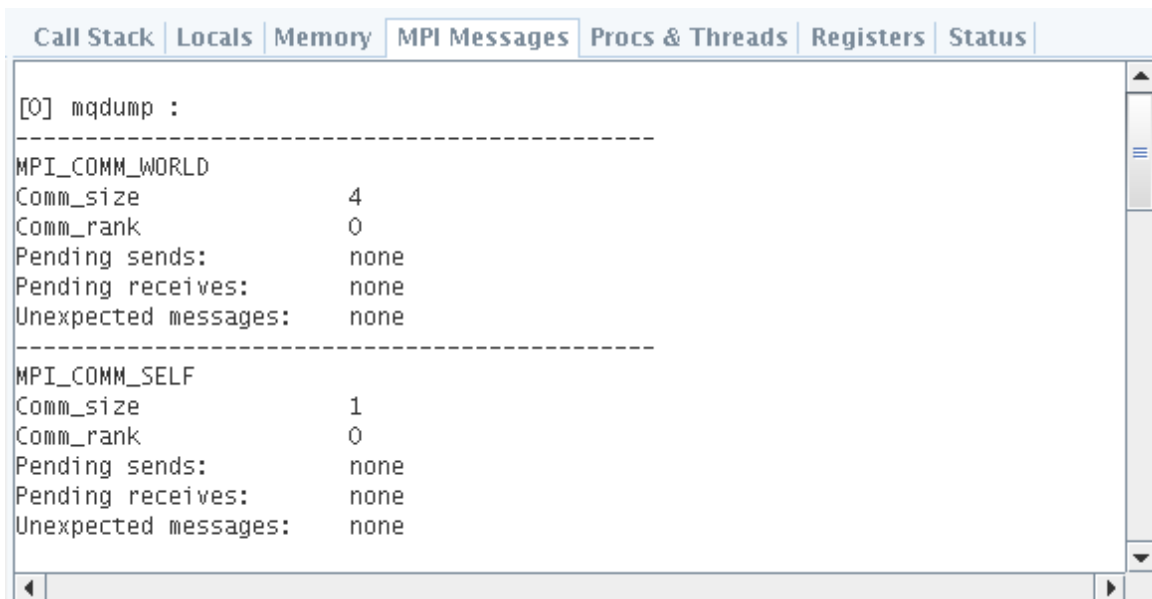 Call Stack Locals Memory MPI Messages Procs & Threads Registers Status
[0] mqdump :
----------------------------------------------
MPI_COMM_WORLD
Comm_size 4
Comm_rank 0
Pending sends: none
Pending receives: none
Unexpected messages: none
----------------------------------------------
MPI_COMM_SELF
Comm_size 1
Comm_rank 0
Pending sends: none
Pending receives: none
Unexpected messages: none